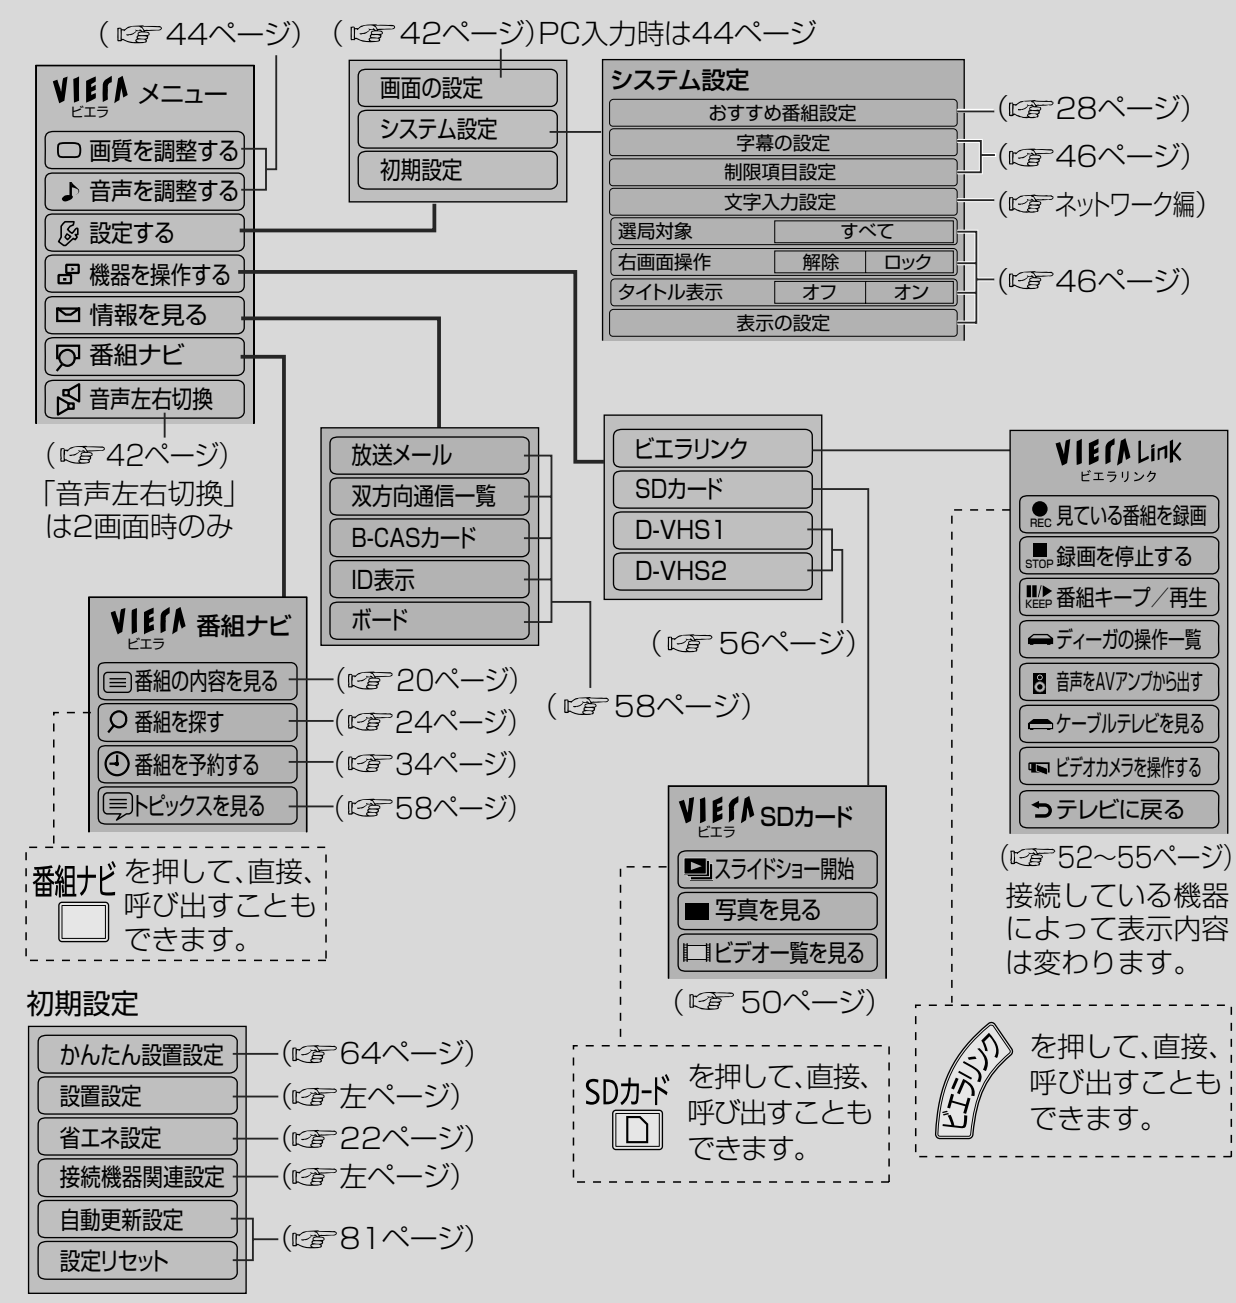 (☞44ページ)
(☞42ページ)PC入力時は44ページ
VIERA メニュー
ビエラ
画質を調整する
音声を調整する
設定する
機器を操作する
情報を見る
番組ナビ
音声左右切換
(☞42ページ)
「音声左右切換」
は2画面時のみ
画面の設定
システム設定
初期設定
システム設定
おすすめ番組設定
(☞28ページ)
字幕の設定
制限項目設定
(☞46ページ)
文字入力設定
(☞ネットワーク編)
選局対象 すべて
右画面操作 解除 ロック
タイトル表示 オフ オン
表示の設定
(☞46ページ)
放送メール
双方向通信一覧
B-CASカード
ID表示
ボード
(☞58ページ)
ビエラリンク
SDカード
D-VHS1
D-VHS2
(☞56ページ)
VIERA Link
ビエラリンク
REC 見ている番組を録画
STOP 録画を停止する
KEEP 番組キープ/再生
ディーガの操作一覧
音声をAVアンプから出す
ケーブルテレビを見る
ビデオカメラを操作する
テレビに戻る
(☞52~55ページ)
接続している機器
によって表示内容
は変わります。
ビエラリンク
を押して、直接、
呼び出すことも
できます。
VIERA 番組ナビ
ビエラ
番組の内容を見る (☞20ページ)
番組を探す (☞24ページ)
番組を予約する (☞34ページ)
トピックスを見る (☞58ページ)
番組ナビ
を押して、直接、
呼び出すことも
できます。
VIERA SDカード
ビエラ
スライドショー開始
写真を見る
ビデオ一覧を見る
(☞50ページ)
SDカード
を押して、直接、
呼び出すことも
できます。
初期設定
かんたん設置設定 (☞64ページ)
設置設定 (☞左ページ)
省エネ設定 (☞22ページ)
接続機器関連設定 (☞左ページ)
自動更新設定
設定リセット
(☞81ページ)